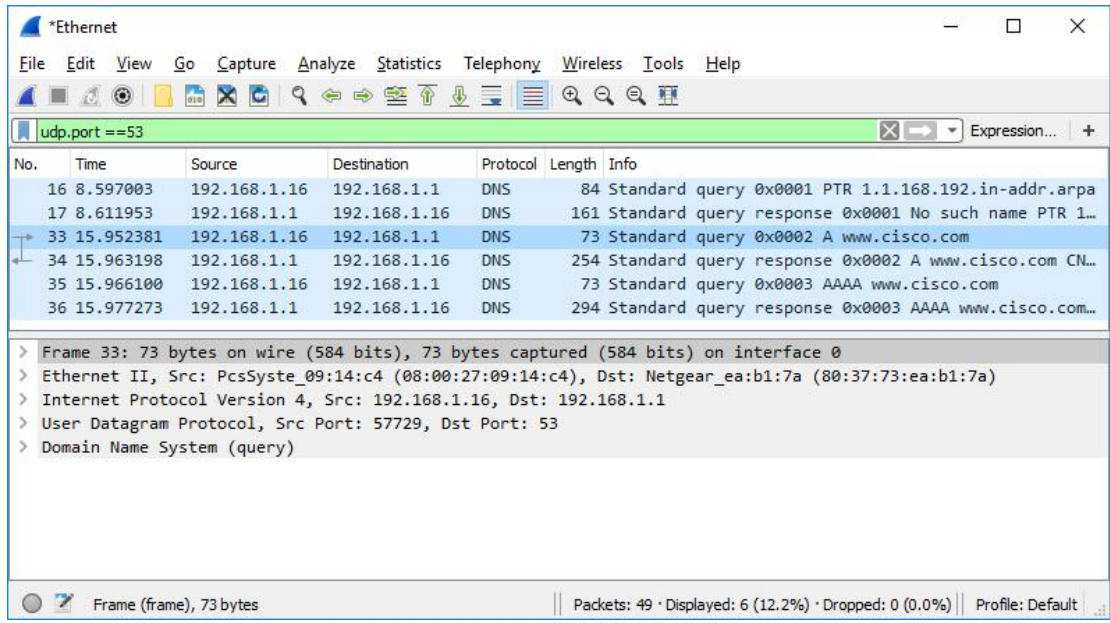 *Ethernet
File Edit View Go Capture Analyze Statistics Telephony Wireless Tools Help
udp.port ==53 Expression... +
No. Time Source Destination Protocol Length Info
16 8.597003 192.168.1.16 192.168.1.1 DNS 84 Standard query 0x0001 PTR 1.1.168.192.in-addr.arpa
17 8.611953 192.168.1.1 192.168.1.16 DNS 161 Standard query response 0x0001 No such name PTR 1…
33 15.952381 192.168.1.16 192.168.1.1 DNS 73 Standard query 0x0002 A www.cisco.com
34 15.963198 192.168.1.1 192.168.1.16 DNS 254 Standard query response 0x0002 A www.cisco.com CN…
35 15.966100 192.168.1.16 192.168.1.1 DNS 73 Standard query 0x0003 AAAA www.cisco.com
36 15.977273 192.168.1.1 192.168.1.16 DNS 294 Standard query response 0x0003 AAAA www.cisco.com…
> Frame 33: 73 bytes on wire (584 bits), 73 bytes captured (584 bits) on interface 0
> Ethernet II, Src: PcsSyste_09:14:c4 (08:00:27:09:14:c4), Dst: Netgear_ea:b1:7a (80:37:73:ea:b1:7a)
> Internet Protocol Version 4, Src: 192.168.1.16, Dst: 192.168.1.1
> User Datagram Protocol, Src Port: 57729, Dst Port: 53
> Domain Name System (query)
Frame (frame), 73 bytes Packets: 49 · Displayed: 6 (12.2%) · Dropped: 0 (0.0%) Profile: Default